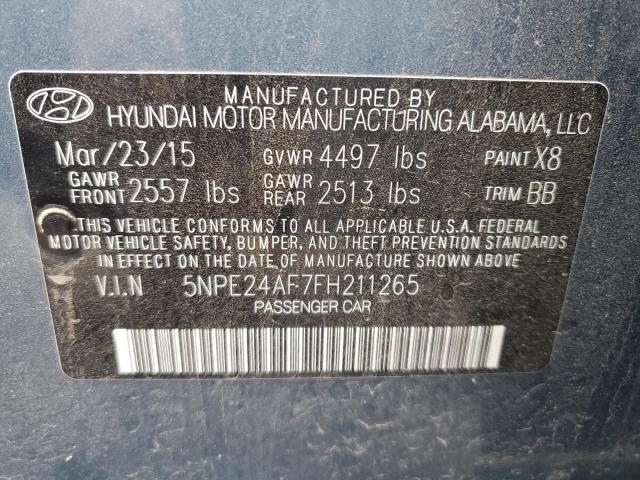 MANUFACTURED BY
HYUNDAI MOTOR MANUFACTURING ALABAMA, LLC
Mar/23/15 GVWR 4497 lbs PAINT X8
GAWR FRONT 2557 lbs GAWR REAR 2513 lbs TRIM BB
THIS VEHICLE CONFORMS TO ALL APPLICABLE U.S.A. FEDERAL
MOTOR VEHICLE SAFETY, BUMPER, AND THEFT PREVENTION STANDARDS
IN EFFECT ON THE DATE OF MANUFACTURE SHOWN ABOVE
V.I.N 5NPE24AF7FH211265
PASSENGER CAR